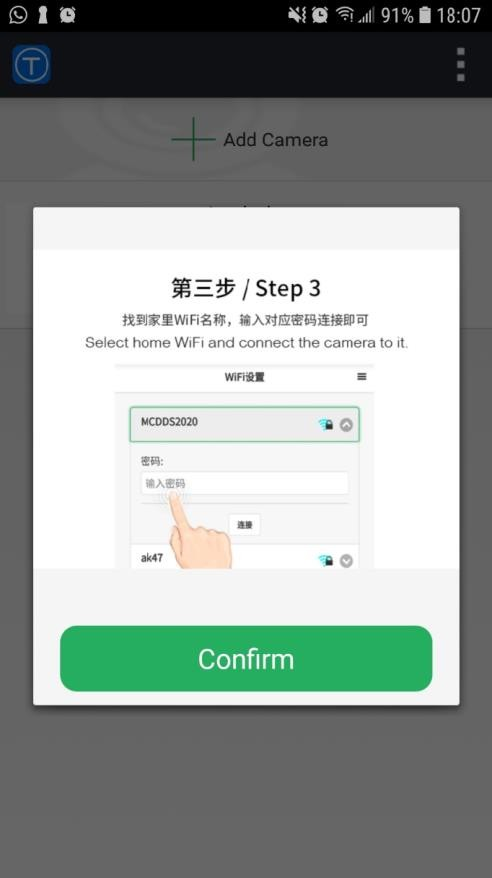 91% 18:07
T
Add Camera
第三步 / Step 3
找到家里WiFi名称，输入对应密码连接即可
Select home WiFi and connect the camera to it.
WiFi设置
MCDDS2020
密码:
输入密码
连接
ak47
Confirm